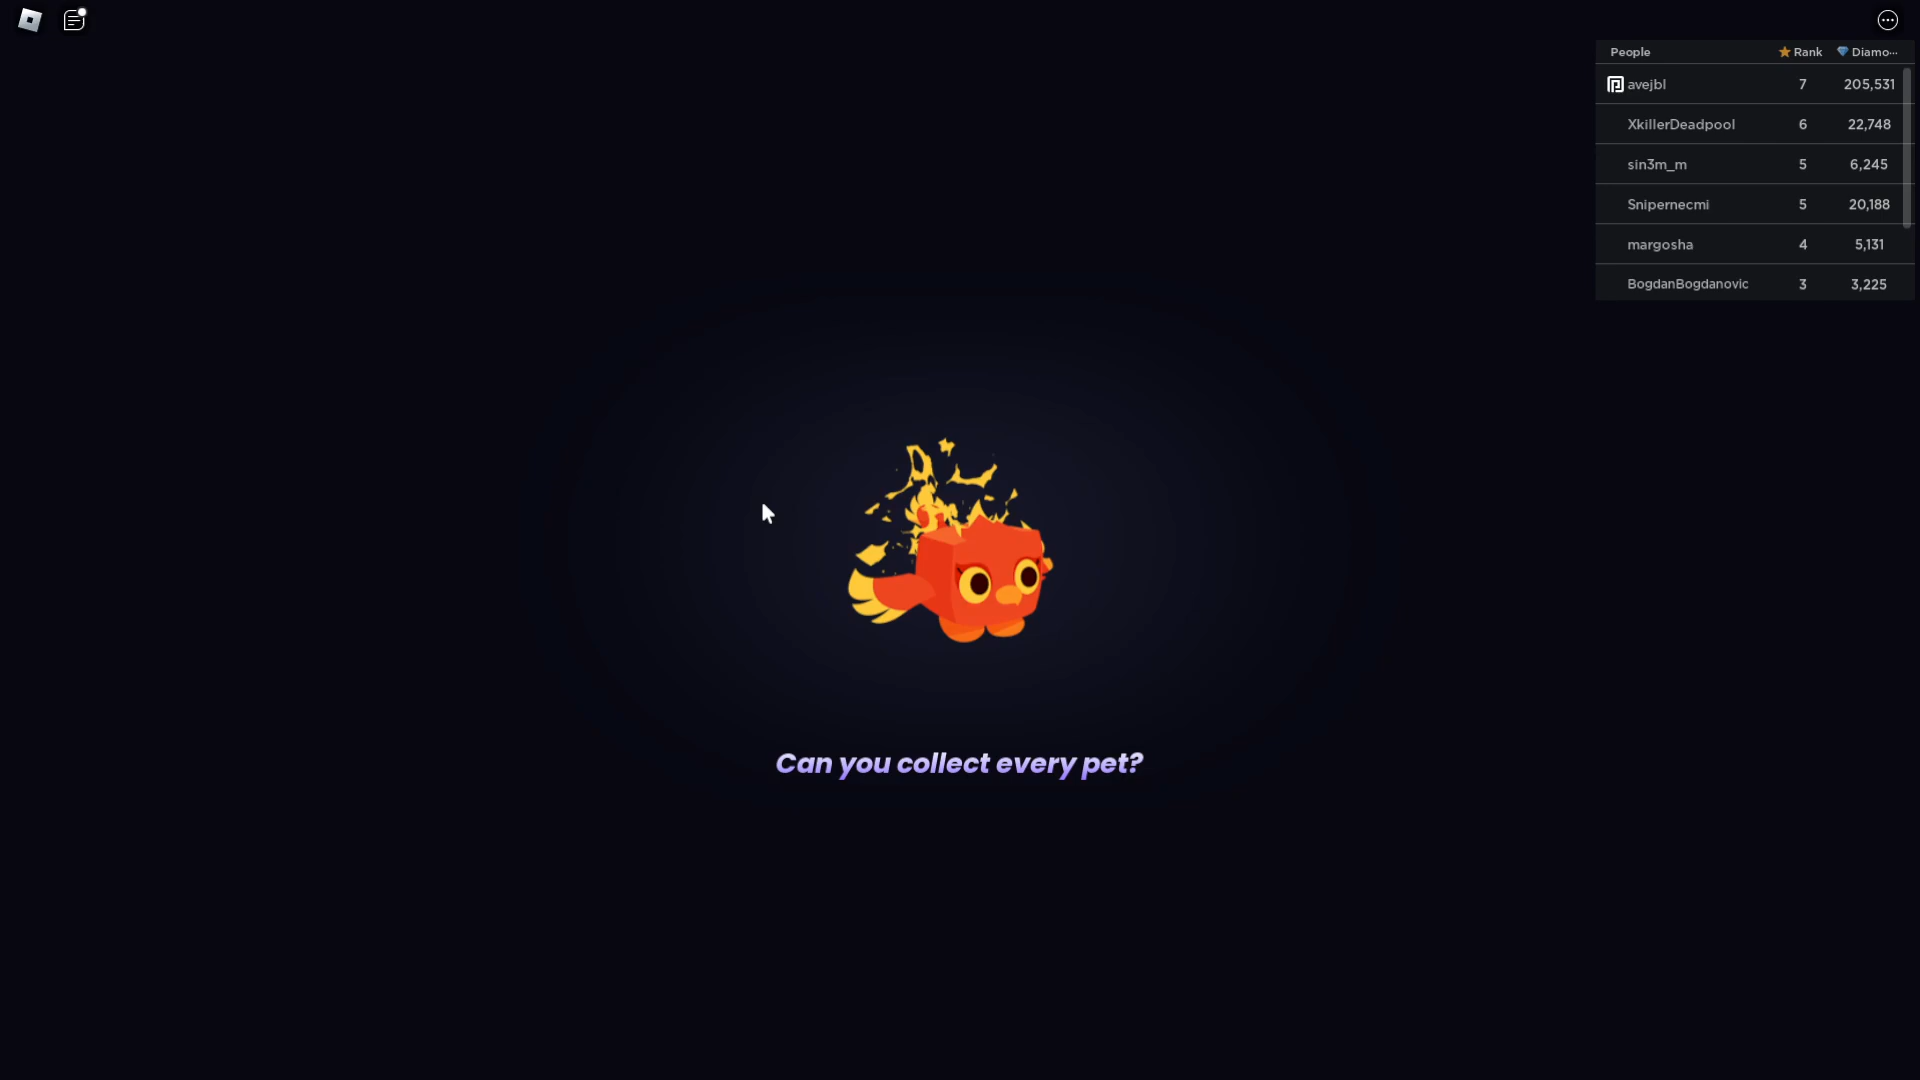 People Rank Diamo...
avejbl 7 205,531
XkillerDeadpool 6 22,748
sin3m_m 5 6,245
Snipernecmi 5 20,188
margosha 4 5,131
BogdanBogdanovic 3 3,225
Can you collect every pet?